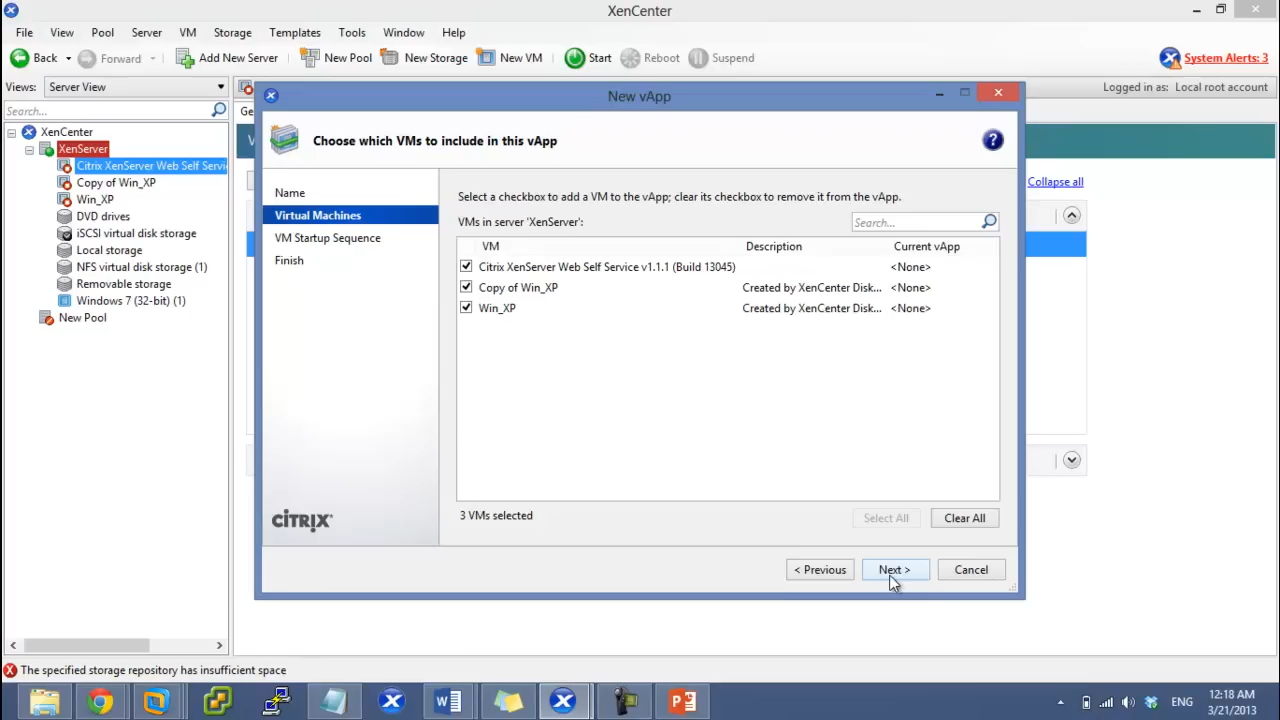 XenCenter
File View Pool Server VM Storage Templates Tools Window Help
Back Forward Add New Server New Pool New Storage New VM Start Reboot Suspend System Alerts: 3
Views: Server View Logged in as: Local root account
Search...
XenCenter
XenServer
Citrix XenServer Web Self Servi
Copy of Win_XP
Win_XP
DVD drives
iSCSI virtual disk storage
Local storage
NFS virtual disk storage (1)
Removable storage
Windows 7 (32-bit) (1)
New Pool
Ge
V
Collapse all
New vApp
Choose which VMs to include in this vApp
?
Name
Virtual Machines
VM Startup Sequence
Finish
CITRIX
Select a checkbox to add a VM to the vApp; clear its checkbox to remove it from the vApp.
VMs in server 'XenServer': Search...
VM Description Current vApp
Citrix XenServer Web Self Service v1.1.1 (Build 13045) <None>
Copy of Win_XP Created by XenCenter Disk... <None>
Win_XP Created by XenCenter Disk... <None>
3 VMs selected Select All Clear All
< Previous Next > Cancel
The specified storage repository has insufficient space
ENG 12:18 AM
3/21/2013